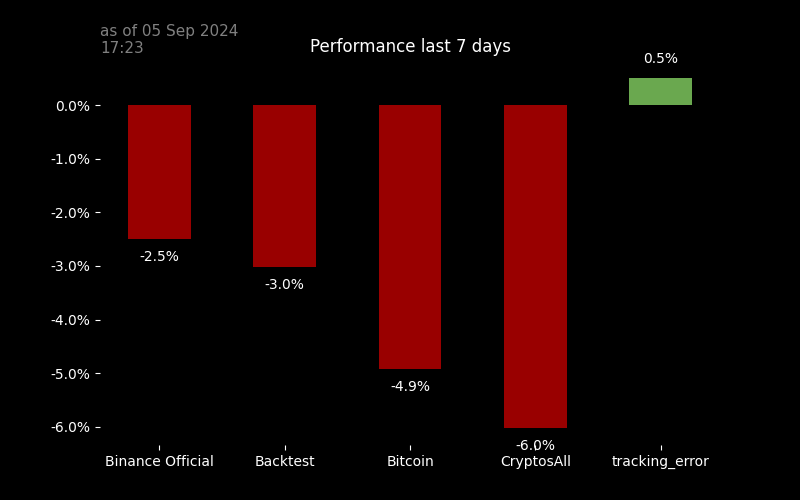 as of 05 Sep 2024
17:23
Performance last 7 days
0.5%
0.0%
-1.0%
-2.0%
-3.0%
-4.0%
-5.0%
-6.0%
-2.5%
-3.0%
-4.9%
-6.0%
Binance Official
Backtest
Bitcoin
CryptosAll
tracking_error